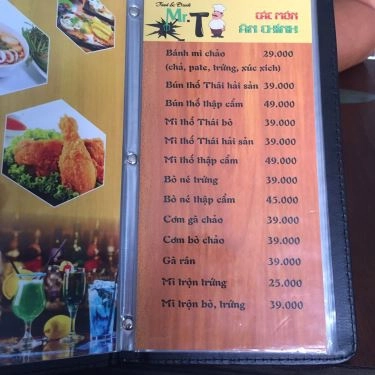 Food & Drink
Mr.T
CÁC MÓN
ĂN CHÍNH
Bánh mì chảo 29.000
(chả, pate, trứng, xúc xích)
Bún thố Thái hải sản 39.000
Bún thố thập cẩm 49.000
Mì thố Thái bò 39.000
Mì thố Thái hải sản 39.000
Mì thố thập cẩm 49.000
Bò né trứng 39.000
Bò né thập cẩm 45.000
Cơm gà chảo 39.000
Cơm bò chảo 39.000
Gà rán 39.000
Mì trộn trứng 25.000
Mì trộn bò, trứng 39.000